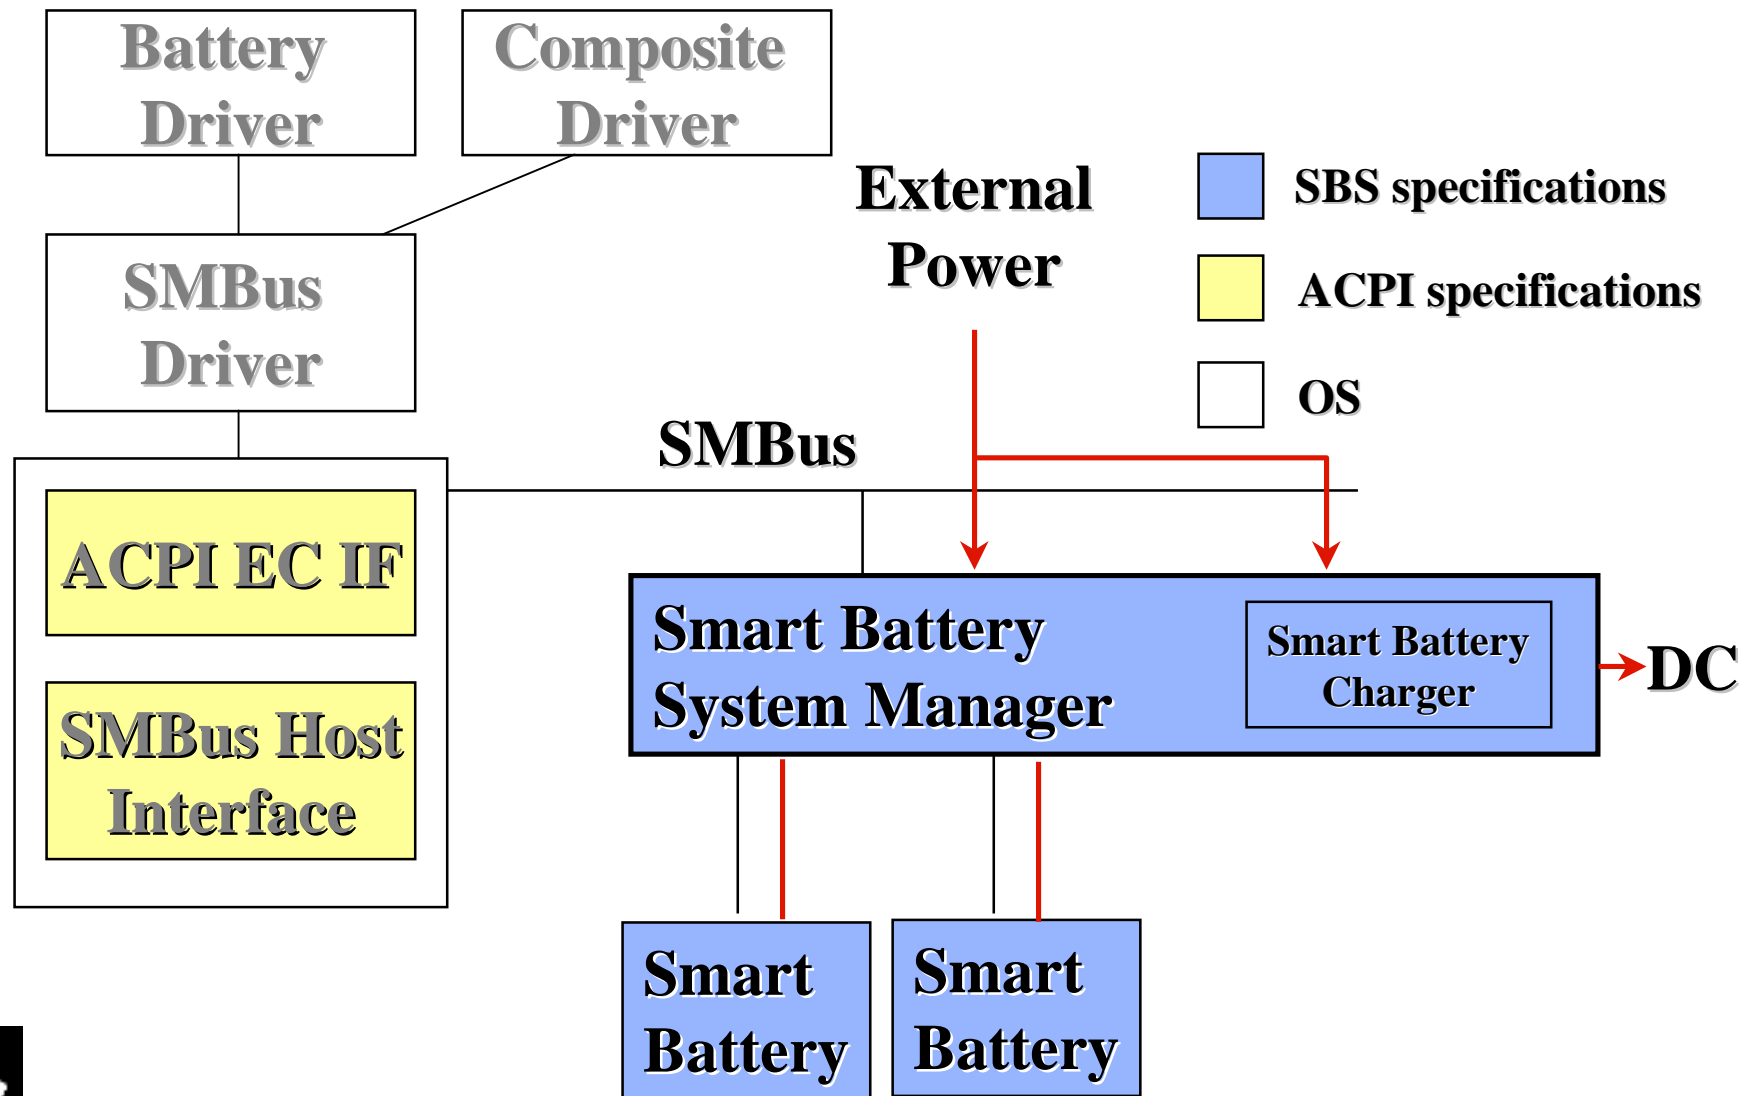 Battery
Driver
Composite
Driver
External
Power
SBS specifications
ACPI specifications
OS
SMBus
Driver
SMBus
ACPI EC IF
SMBus Host
Interface
Smart Battery
System Manager
Smart Battery
Charger
DC
Smart
Battery
Smart
Battery